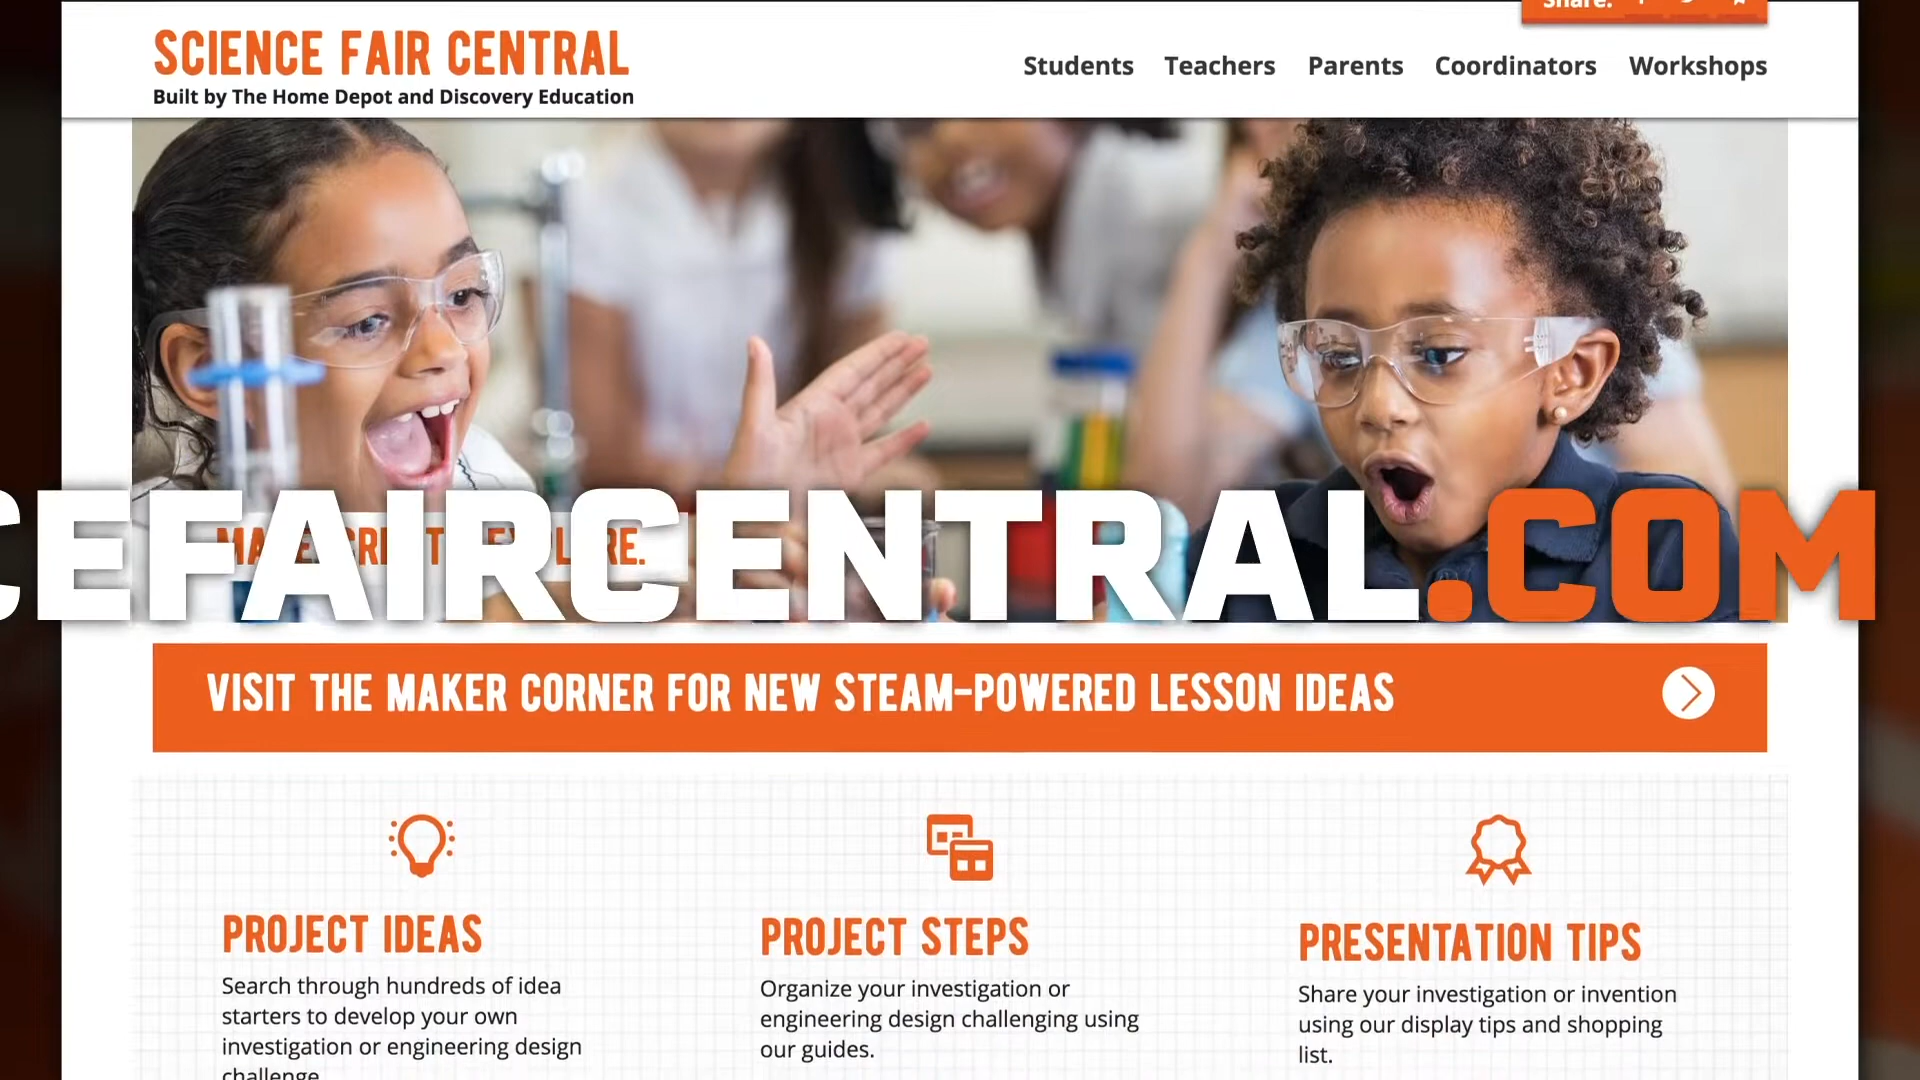 Share:
SCIENCE FAIR CENTRAL
Built by The Home Depot and Discovery Education
Students Teachers Parents Coordinators Workshops
CEFAIRCENTRAL.COM
VISIT THE MAKER CORNER FOR NEW STEAM-POWERED LESSON IDEAS
PROJECT IDEAS
Search through hundreds of idea
starters to develop your own
investigation or engineering design
challenge.
PROJECT STEPS
Organize your investigation or
engineering design challenging using
our guides.
PRESENTATION TIPS
Share your investigation or invention
using our display tips and shopping
list.